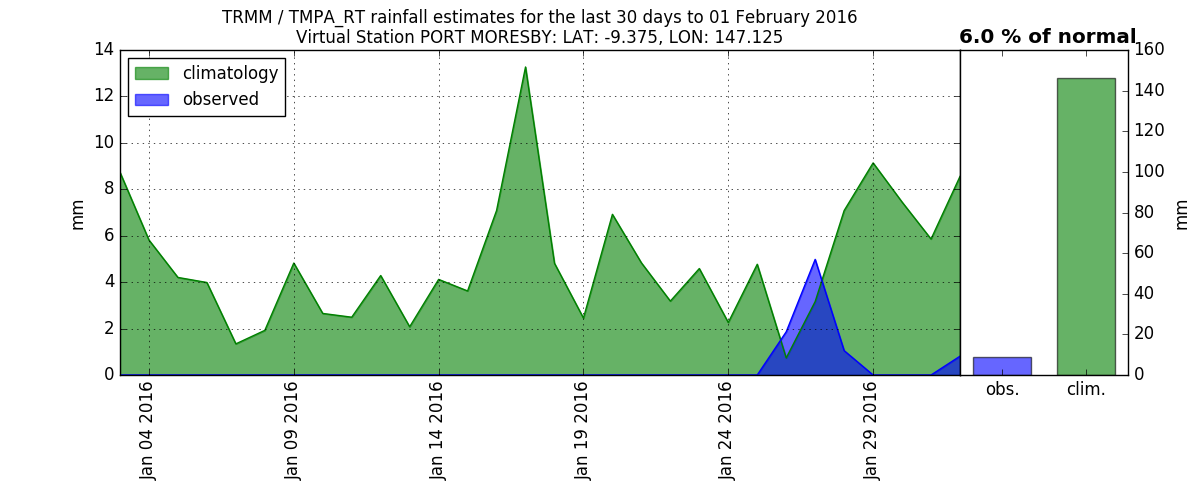 TRMM / TMPA_RT rainfall estimates for the last 30 days to 01 February 2016
Virtual Station PORT MORESBY: LAT: -9.375, LON: 147.125
6.0 % of normal
climatology
observed
14
12
10
8
6
4
2
0
mm
Jan 04 2016
Jan 09 2016
Jan 14 2016
Jan 19 2016
Jan 24 2016
Jan 29 2016
obs.
clim.
160
140
120
100
80
60
40
20
0
mm